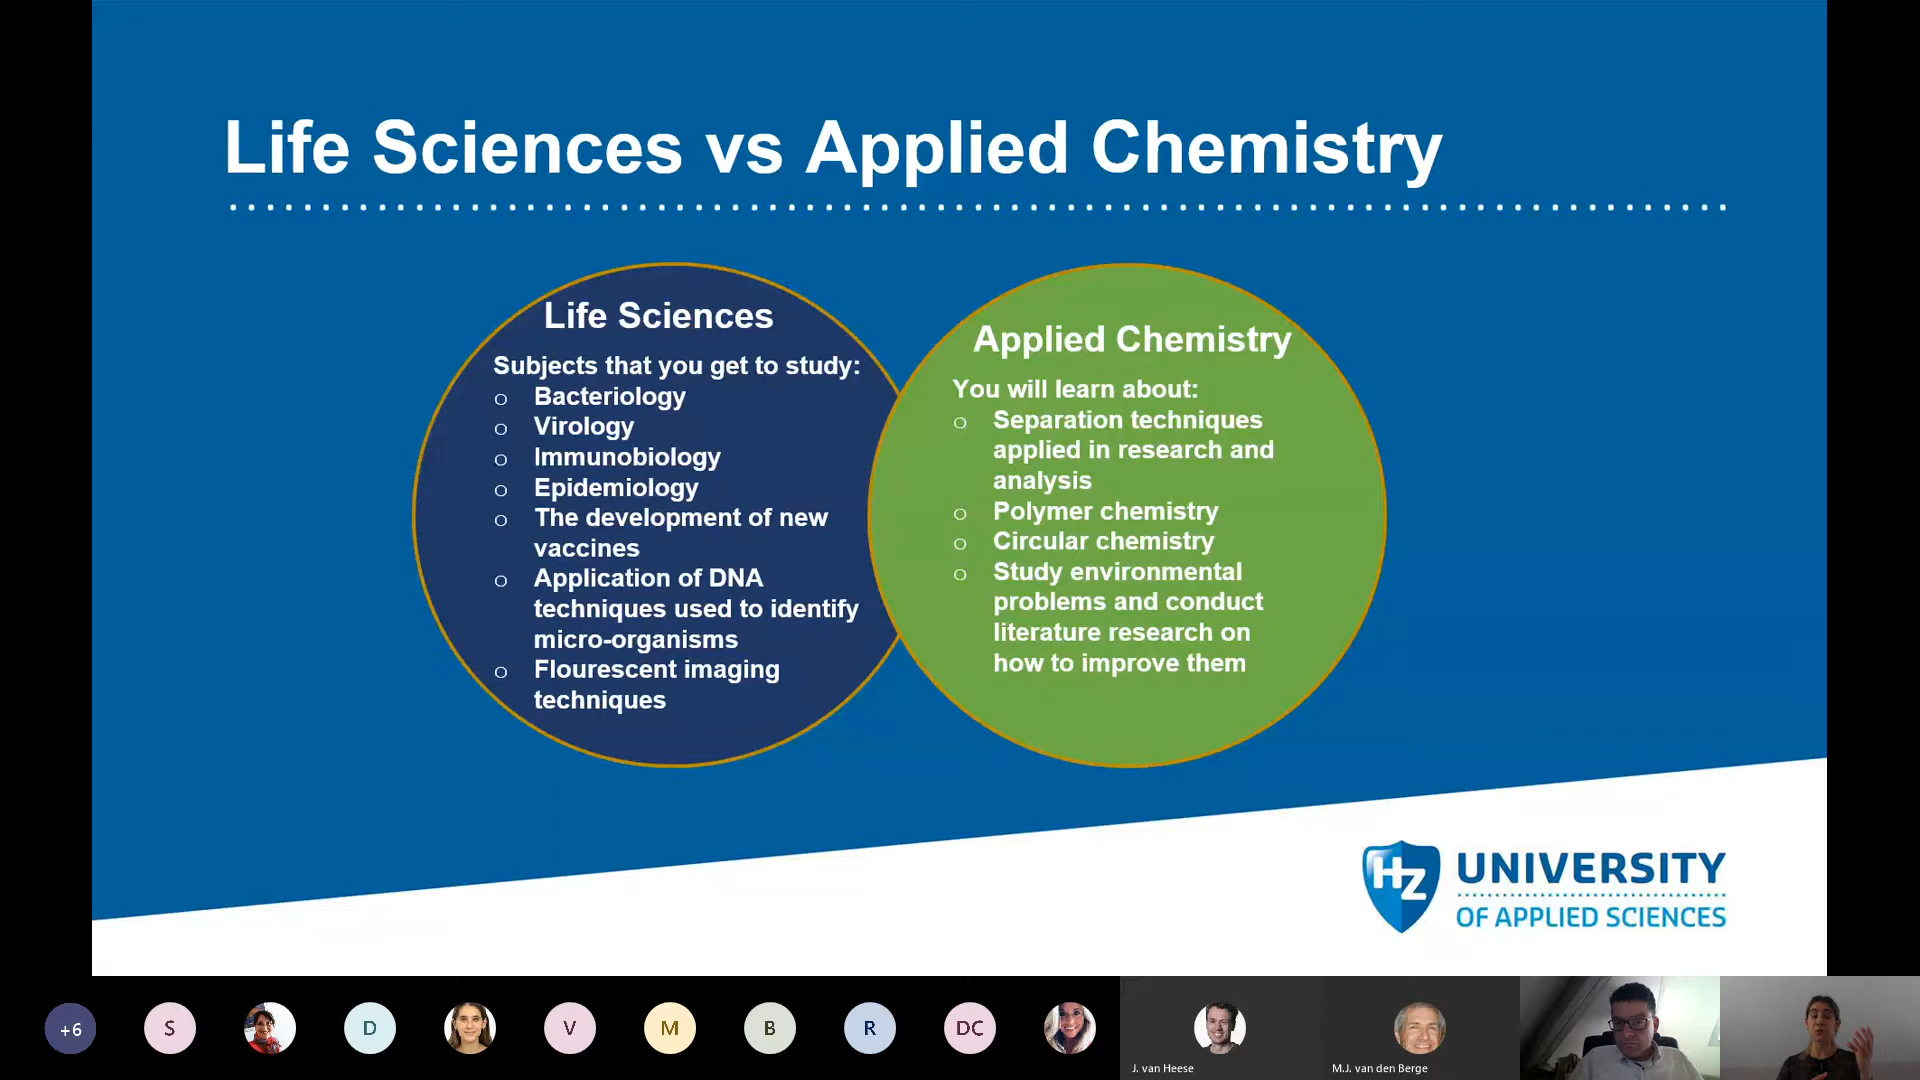 Life Sciences vs Applied Chemistry
Life Sciences
Subjects that you get to study:
o Bacteriology
o Virology
o Immunobiology
o Epidemiology
o The development of new
vaccines
o Application of DNA
techniques used to identify
micro-organisms
o Flourescent imaging
techniques
Applied Chemistry
You will learn about:
o Separation techniques
applied in research and
analysis
o Polymer chemistry
o Circular chemistry
o Study environmental
problems and conduct
literature research on
how to improve them
HZ UNIVERSITY
OF APPLIED SCIENCES
+6 S D V M B R DC
J. van Heese M.J. van den Berge